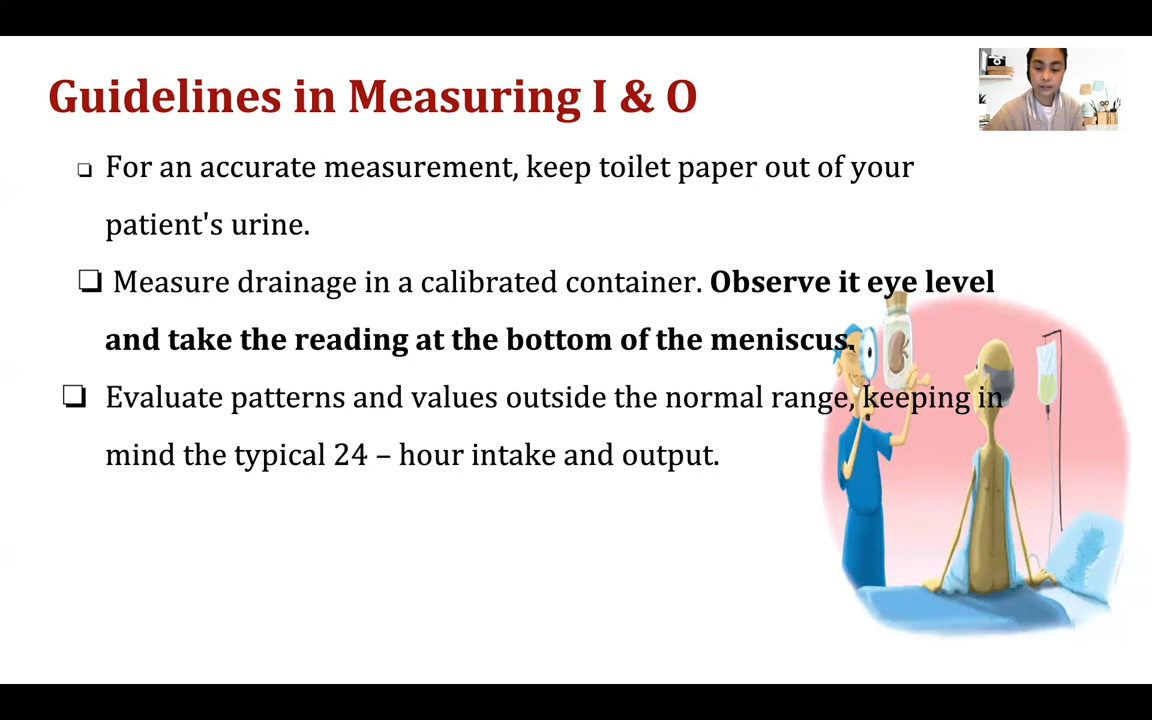 Guidelines in Measuring I & O
❑ For an accurate measurement, keep toilet paper out of your
patient's urine.
❑ Measure drainage in a calibrated container. Observe it eye level
and take the reading at the bottom of the meniscus.
❑ Evaluate patterns and values outside the normal range, keeping in
mind the typical 24 – hour intake and output.